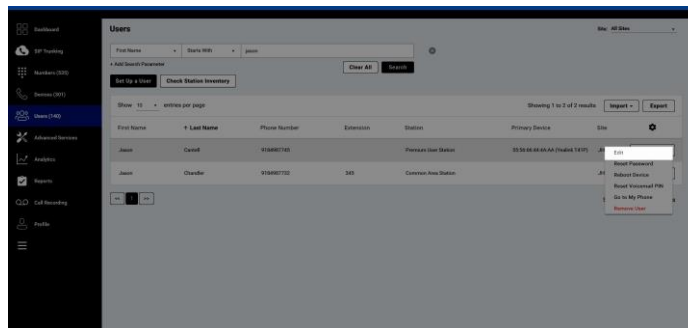 Dashboard
SIP Trunking
Numbers (320)
Devices (301)
Users (140)
Advanced Services
Analytics
Reports
Call Recording
Profile
Users
Site: All Sites
First Name
Starts With
jason
+ Add Search Parameter
Clear All
Search
Set Up a User
Check Station Inventory
Show 10 entries per page
Showing 1 to 2 of 2 results
Import
Export
First Name + Last Name Phone Number Extension Station Primary Device Site
Jason Premium User Station
Jason Chandler Common Area Station
<< 1 >>
Edit
Reset Password
Reboot Device
Reset Voicemail PIN
Go to My Phone
Remove User